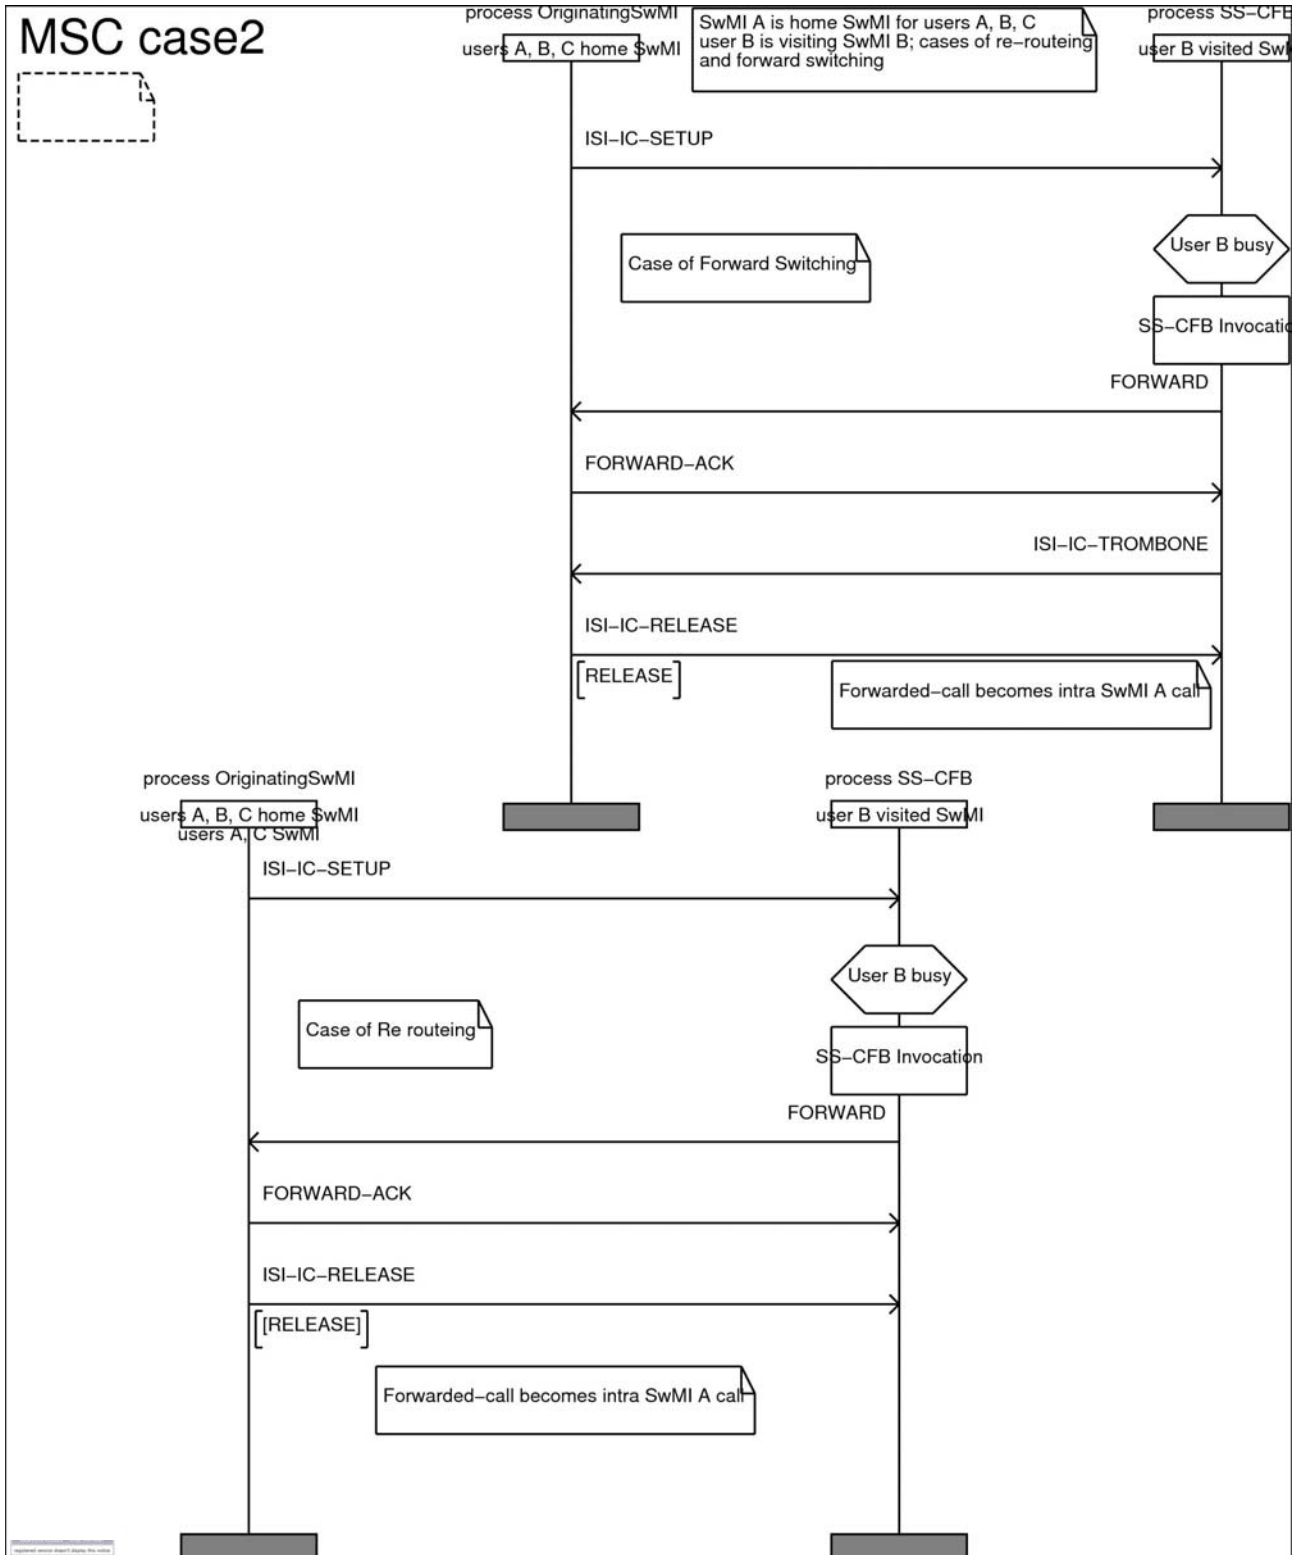 MSC case2
process OriginatingSwMI
users A, B, C home SwMI
SwMI A is home SwMI for users A, B, C
user B is visiting SwMI B; cases of re-routeing
and forward switching
process SS-CFB
user B visited
ISI-IC-SETUP
User B busy
Case of Forward Switching
SS-CFB
FORWARD
FORWARD-ACK
ISI-IC-TROMBONE
ISI-IC-RELEASE
[RELEASE]
Forwarded-call becomes intra SwMI A call
process OriginatingSwMI
users A, B, C home SwMI
users A, C SwMI
process SS-CFB
user B visited SwMI
ISI-IC-SETUP
User B busy
Case of Re routeing
SS-CFB Invocation
FORWARD
FORWARD-ACK
ISI-IC-RELEASE
[[RELEASE]]
Forwarded-call becomes intra SwMI A call